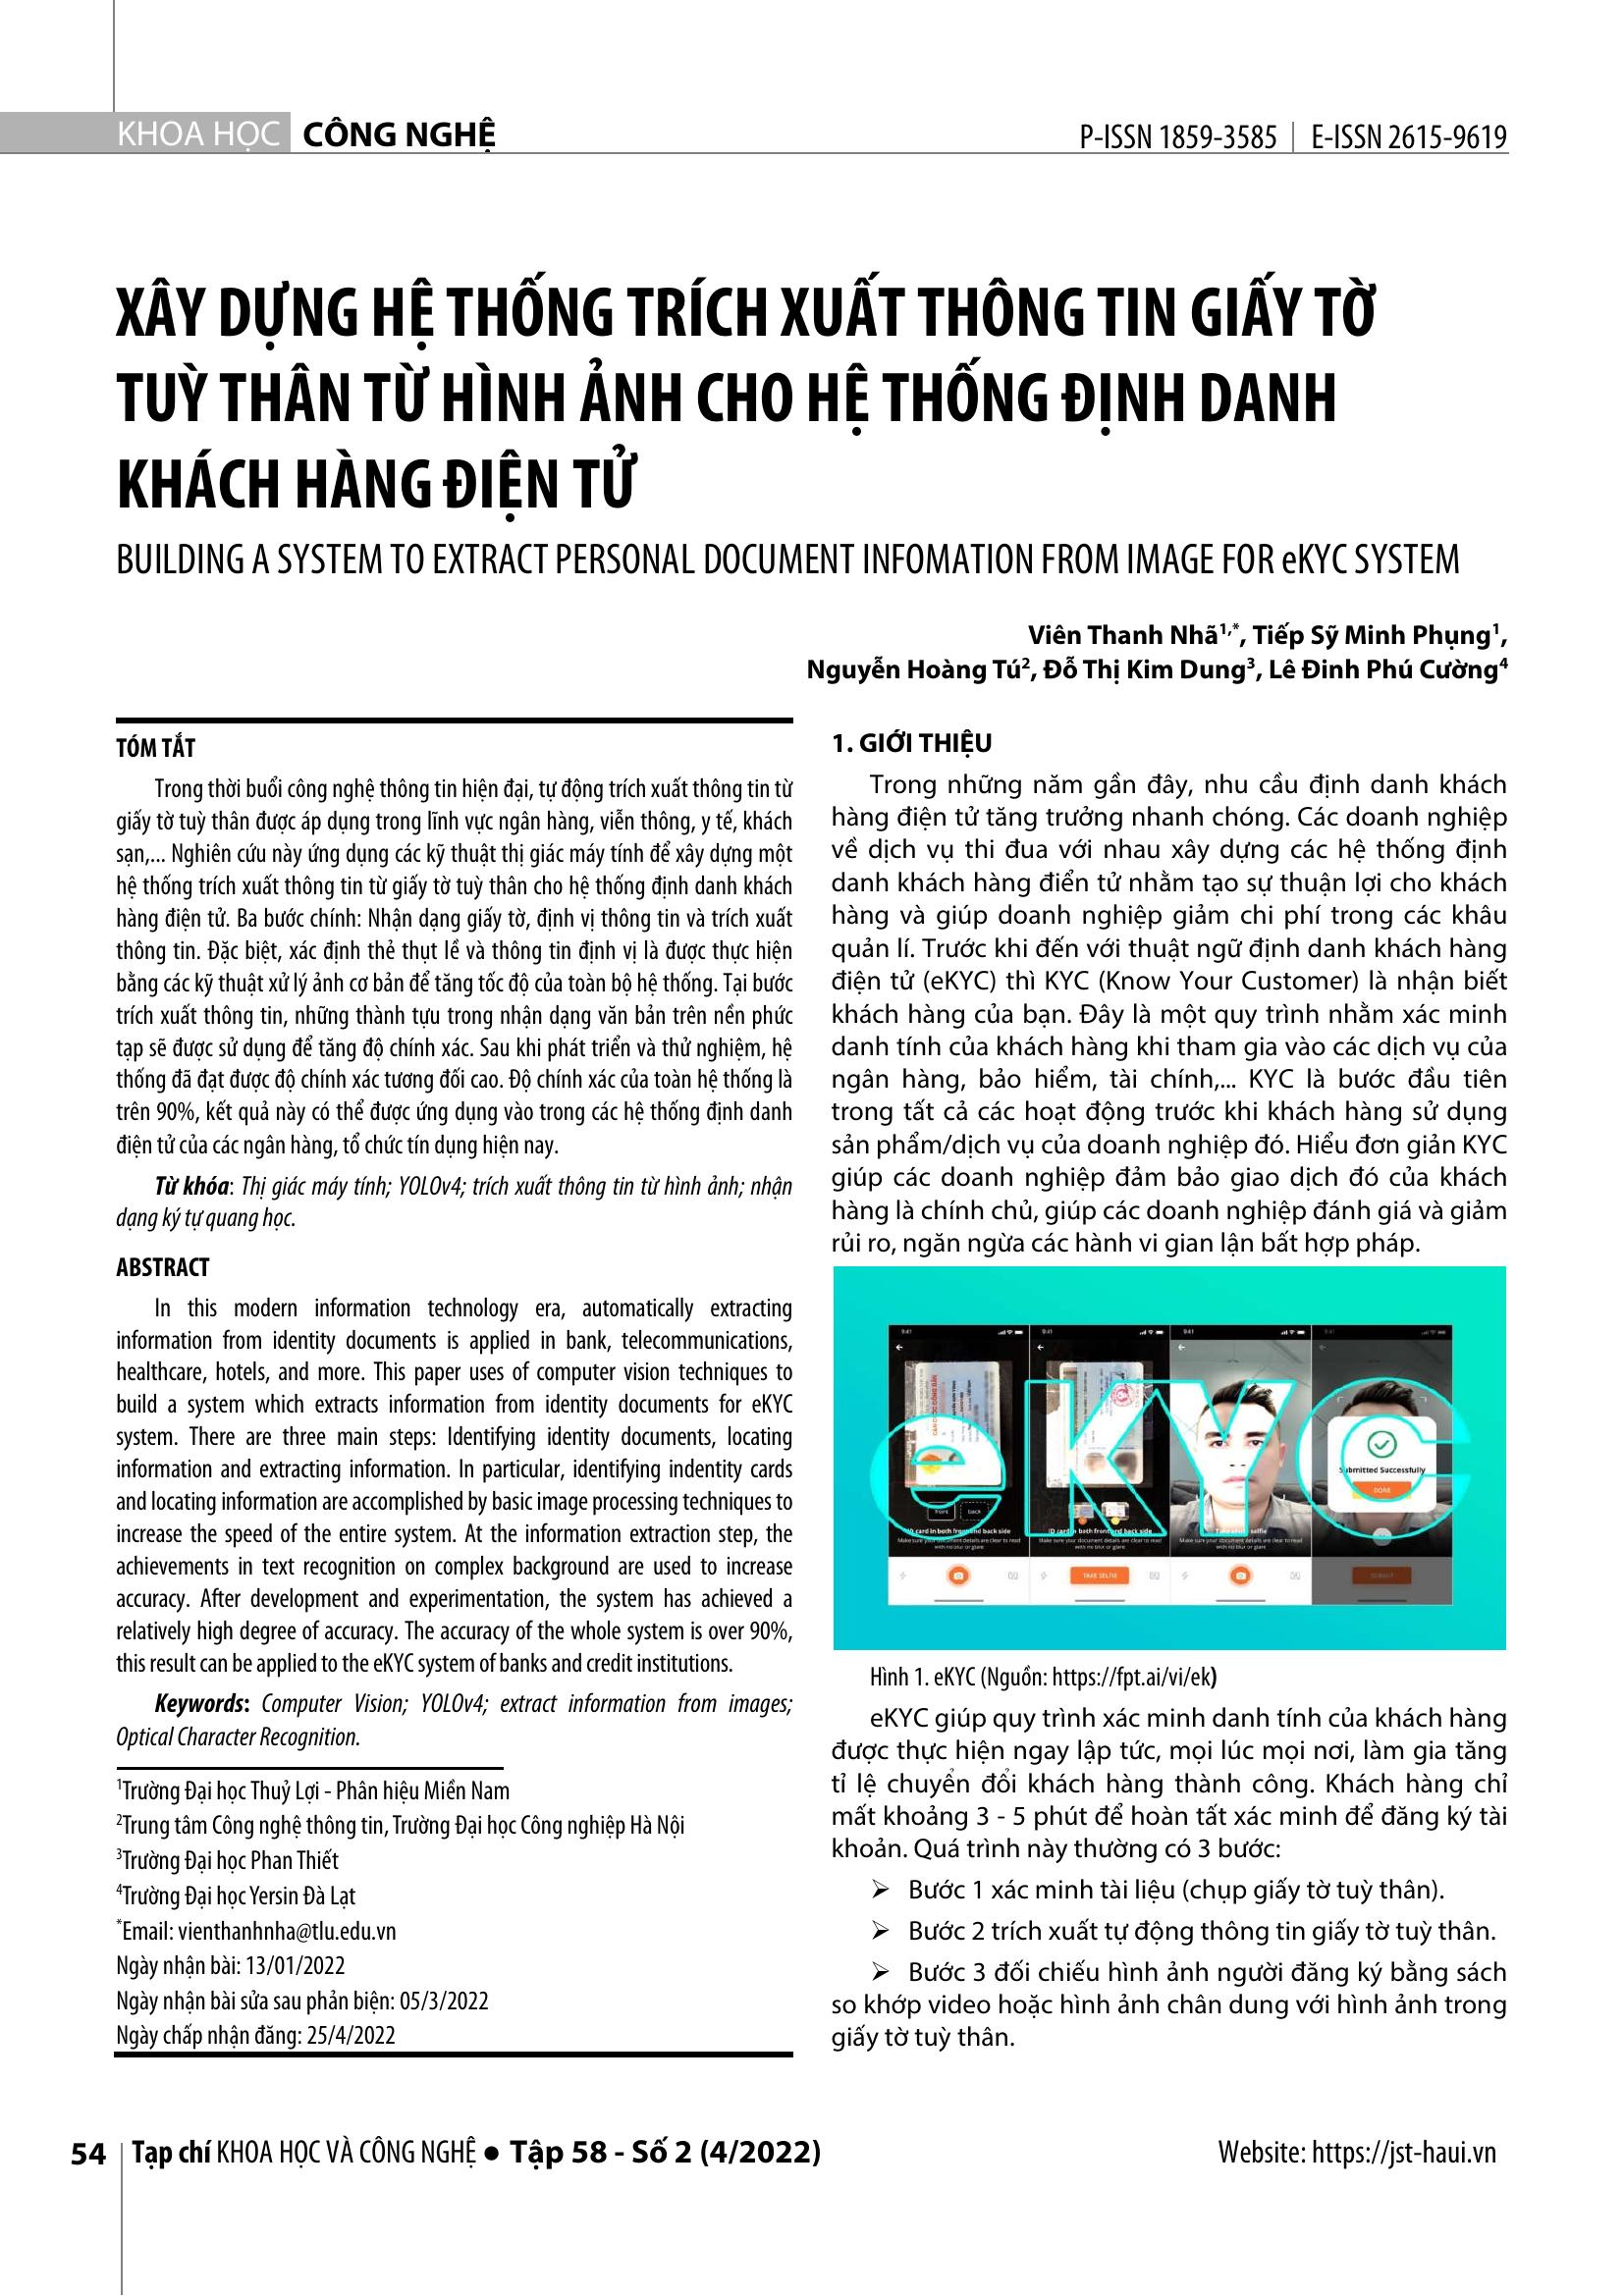 KHOA HỌC CÔNG NGHỆ
P-ISSN 1859-3585 | E-ISSN 2615-9619
XÂY DỰNG HỆ THỐNG TRÍCH XUẤT THÔNG TIN GIẤY TỜ
TUỲ THÂN TỪ HÌNH ẢNH CHO HỆ THỐNG ĐỊNH DANH
KHÁCH HÀNG ĐIỆN TỬ
BUILDING A SYSTEM TO EXTRACT PERSONAL DOCUMENT INFOMATION FROM IMAGE FOR eKYC SYSTEM
Viên Thanh Nhã1,*, Tiếp Sỹ Minh Phụng1,
Nguyễn Hoàng Tú2, Đỗ Thị Kim Dung3, Lê Đinh Phú Cường4
TÓM TẮT
Trong thời buổi công nghệ thông tin hiện đại, tự động trích xuất thông tin từ
giấy tờ tuỳ thân được áp dụng trong lĩnh vực ngân hàng, viễn thông, y tế, khách
sạn,... Nghiên cứu này ứng dụng các kỹ thuật thị giác máy tính để xây dựng một
hệ thống trích xuất thông tin từ giấy tờ tuỳ thân cho hệ thống định danh khách
hàng điện tử. Ba bước chính: Nhận dạng giấy tờ, định vị thông tin và trích xuất
thông tin. Đặc biệt, xác định thẻ thụt lề và thông tin định vị là được thực hiện
bằng các kỹ thuật xử lý ảnh cơ bản để tăng tốc độ của toàn bộ hệ thống. Tại bước
trích xuất thông tin, những thành tựu trong nhận dạng văn bản trên nền phức
tạp sẽ được sử dụng để tăng độ chính xác. Sau khi phát triển và thử nghiệm, hệ
thống đã đạt được độ chính xác tương đối cao. Độ chính xác của toàn hệ thống là
trên 90%, kết quả này có thể được ứng dụng vào trong các hệ thống định danh
điện tử của các ngân hàng, tổ chức tín dụng hiện nay.
Từ khóa: Thị giác máy tính; YOLOv4; trích xuất thông tin từ hình ảnh; nhận
dạng ký tự quang học.
ABSTRACT
In this modern information technology era, automatically extracting
information from identity documents is applied in bank, telecommunications,
healthcare, hotels, and more. This paper uses of computer vision techniques to
build a system which extracts information from identity documents for eKYC
system. There are three main steps: Identifying identity documents, locating
information and extracting information. In particular, identifying indentity cards
and locating information are accomplished by basic image processing techniques to
increase the speed of the entire system. At the information extraction step, the
achievements in text recognition on complex background are used to increase
accuracy. After development and experimentation, the system has achieved a
relatively high degree of accuracy. The accuracy of the whole system is over 90%,
this result can be applied to the eKYC system of banks and credit institutions.
Keywords: Computer Vision; YOLOv4; extract information from images;
Optical Character Recognition.
1Trường Đại học Thuỷ Lợi - Phân hiệu Miền Nam
2Trung tâm Công nghệ thông tin, Trường Đại học Công nghiệp Hà Nội
3Trường Đại học Phan Thiết
4Trường Đại học Yersin Đà Lạt
*Email: vienthanhnha@tlu.edu.vn
Ngày nhận bài: 13/01/2022
Ngày nhận bài sửa sau phản biện: 05/3/2022
Ngày chấp nhận đăng: 25/4/2022
1. GIỚI THIỆU
Trong những năm gần đây, nhu cầu định danh khách
hàng điện tử tăng trưởng nhanh chóng. Các doanh nghiệp
về dịch vụ thi đua với nhau xây dựng các hệ thống định
danh khách hàng điển tử nhằm tạo sự thuận lợi cho khách
hàng và giúp doanh nghiệp giảm chi phí trong các khâu
quản lí. Trước khi đến với thuật ngữ định danh khách hàng
điện tử (eKYC) thì KYC (Know Your Customer) là nhận biết
khách hàng của bạn. Đây là một quy trình nhằm xác minh
danh tính của khách hàng khi tham gia vào các dịch vụ của
ngân hàng, bảo hiểm, tài chính,... KYC là bước đầu tiên
trong tất cả các hoạt động trước khi khách hàng sử dụng
sản phẩm/dịch vụ của doanh nghiệp đó. Hiểu đơn giản KYC
giúp các doanh nghiệp đảm bảo giao dịch đó của khách
hàng là chính chủ, giúp các doanh nghiệp đánh giá và giảm
rủi ro, ngăn ngừa các hành vi gian lận bất hợp pháp.
eKYC
Submitted Successfully
DONE
TAKE SELFIE
SUBMIT
Hình 1. eKYC (Nguồn: https://fpt.ai/vi/ek)
eKYC giúp quy trình xác minh danh tính của khách hàng
được thực hiện ngay lập tức, mọi lúc mọi nơi, làm gia tăng
tỉ lệ chuyển đổi khách hàng thành công. Khách hàng chỉ
mất khoảng 3 - 5 phút để hoàn tất xác minh để đăng ký tài
khoản. Quá trình này thường có 3 bước:
➢ Bước 1 xác minh tài liệu (chụp giấy tờ tuỳ thân).
➢ Bước 2 trích xuất tự động thông tin giấy tờ tuỳ thân.
➢ Bước 3 đối chiếu hình ảnh người đăng ký bằng sách
so khớp video hoặc hình ảnh chân dung với hình ảnh trong
giấy tờ tuỳ thân.
54 | Tạp chí KHOA HỌC VÀ CÔNG NGHỆ ● Tập 58 - Số 2 (4/2022)
Website: https://jst-haui.vn